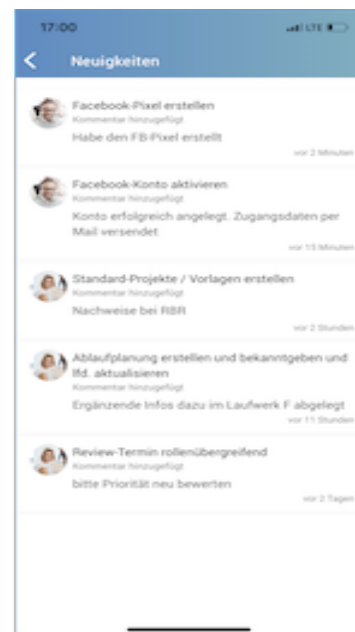 17:00
LTE
Neuigkeiten
Facebook-Pixel erstellen
Kommentar hinzugefügt
Habe den FB-Pixel erstellt
vor 2 Minuten
Facebook-Konto aktivieren
Kommentar hinzugefügt
Konto erfolgreich angelegt. Zugangsdaten per
Mail versendet
vor 15 Minuten
Standard-Projekte / Vorlagen erstellen
Kommentar hinzugefügt
Nachweise bei RBR
vor 2 Stunden
Ablaufplanung erstellen und bekanntgeben und
lfd. aktualisieren
Kommentar hinzugefügt
Ergänzende Infos dazu im Laufwerk F abgelegt
vor 11 Stunden
Review-Termin rollenübergreifend
Kommentar hinzugefügt
bitte Priorität neu bewerten
vor 2 Tagen